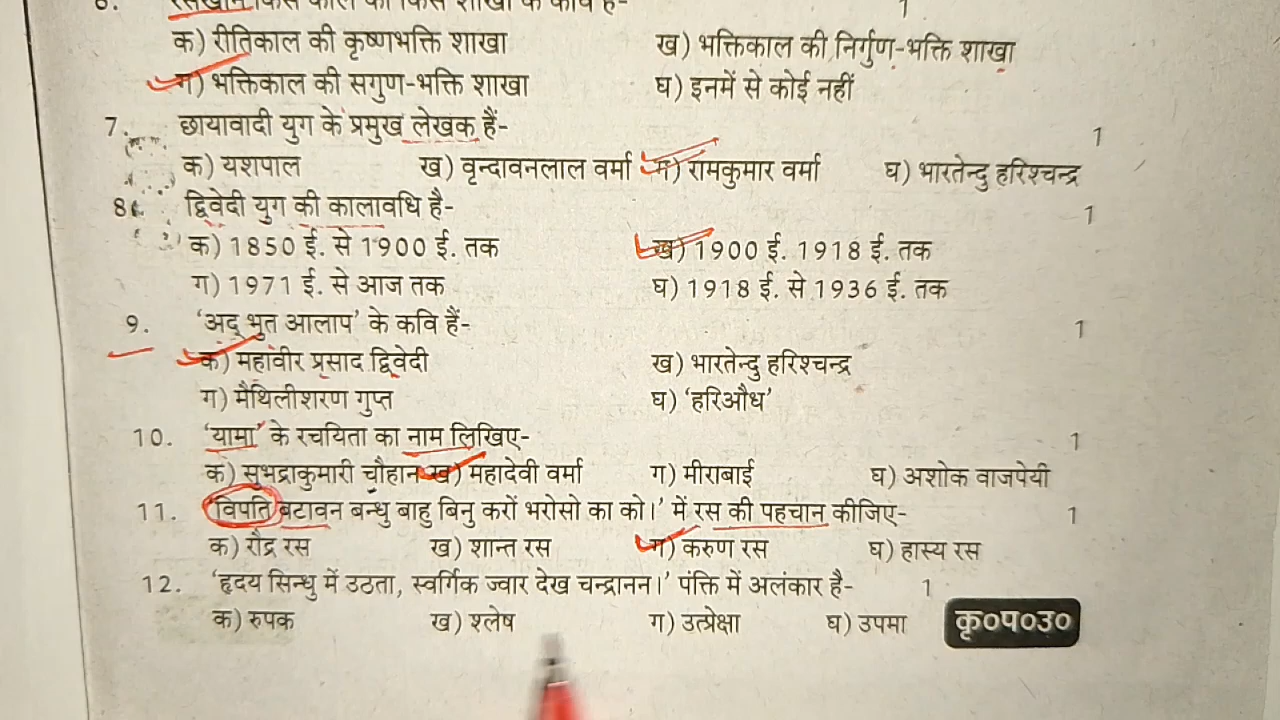 6. रसखान किस काल की किस शाखा के कवि हैं- 1
क) रीतिकाल की कृष्णभक्ति शाखा ख) भक्तिकाल की निर्गुण-भक्ति शाखा
ग) भक्तिकाल की सगुण-भक्ति शाखा घ) इनमें से कोई नहीं
7. छायावादी युग के प्रमुख लेखक हैं- 1
क) यशपाल ख) वृन्दावनलाल वर्मा ग) रामकुमार वर्मा घ) भारतेन्दु हरिश्चन्द्र
8. द्विवेदी युग की कालावधि है- 1
क) 1850 ई. से 1900 ई. तक ख) 1900 ई. 1918 ई. तक
ग) 1971 ई. से आज तक घ) 1918 ई. से 1936 ई. तक
9. 'अद् भुत आलाप' के कवि हैं- 1
क) महावीर प्रसाद द्विवेदी ख) भारतेन्दु हरिश्चन्द्र
ग) मैथिलीशरण गुप्त घ) 'हरिऔध'
10. 'यामा' के रचयिता का नाम लिखिए- 1
क) सुभद्राकुमारी चौहान ख) महादेवी वर्मा ग) मीराबाई घ) अशोक वाजपेयी
11. 'विपति बटावन बन्धु बाहु बिनु करों भरोसो का को।' में रस की पहचान कीजिए- 1
क) रौद्र रस ख) शान्त रस ग) करुण रस घ) हास्य रस
12. 'हृदय सिन्धु में उठता, स्वर्गिक ज्वार देख चन्द्रानन।' पंक्ति में अलंकार है- 1
क) रुपक ख) श्लेष ग) उत्प्रेक्षा घ) उपमा कृ०प०उ०